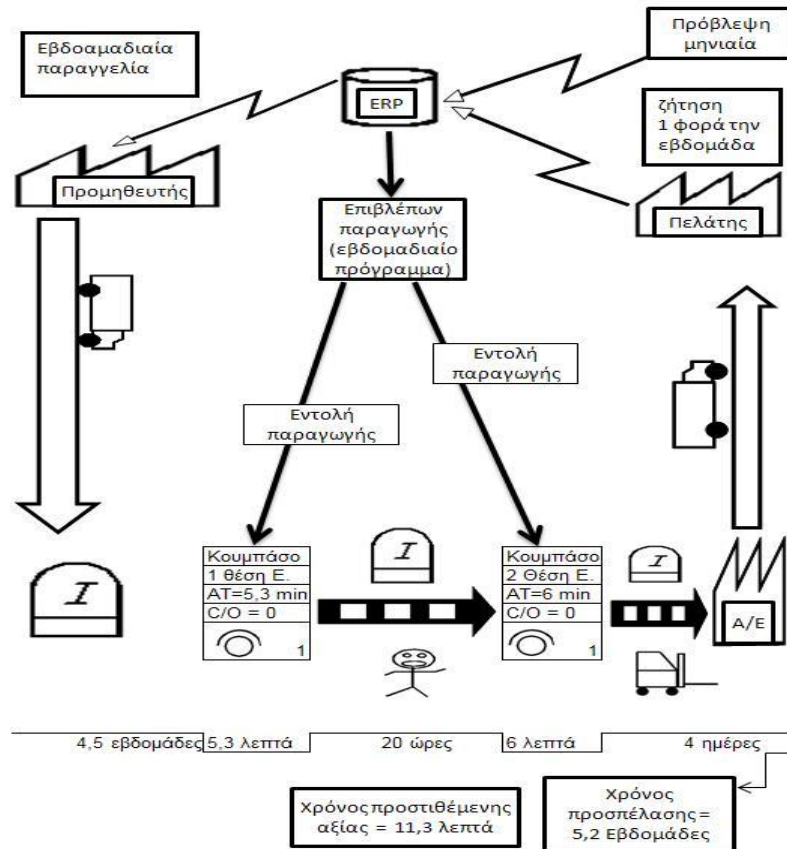 Εβδοαμαδιαία
παραγγελία
Πρόβλεψη
μηνιαία
ERP
ζήτηση
1 φορά την
εβδομάδα
Προμηθευτής
Πελάτης
Επιβλέπων
παραγωγής
(εβδομαδιαίο
πρόγραμμα)
Εντολή
παραγωγής
Εντολή
παραγωγής
I
Κουμπάσο
1 θέση Ε.
AT=5,3 min
C/O = 0
1
I
Κουμπάσο
2 Θέση Ε.
AT=6 min
C/O = 0
1
I
Α/Ε
4,5 εβδομάδες
5,3 λεπτά
20 ώρες
6 λεπτά
4 ημέρες
Χρόνος προστιθέμενης
αξίας = 11,3 λεπτά
Χρόνος
προσπέλασης =
5,2 Εβδομάδες